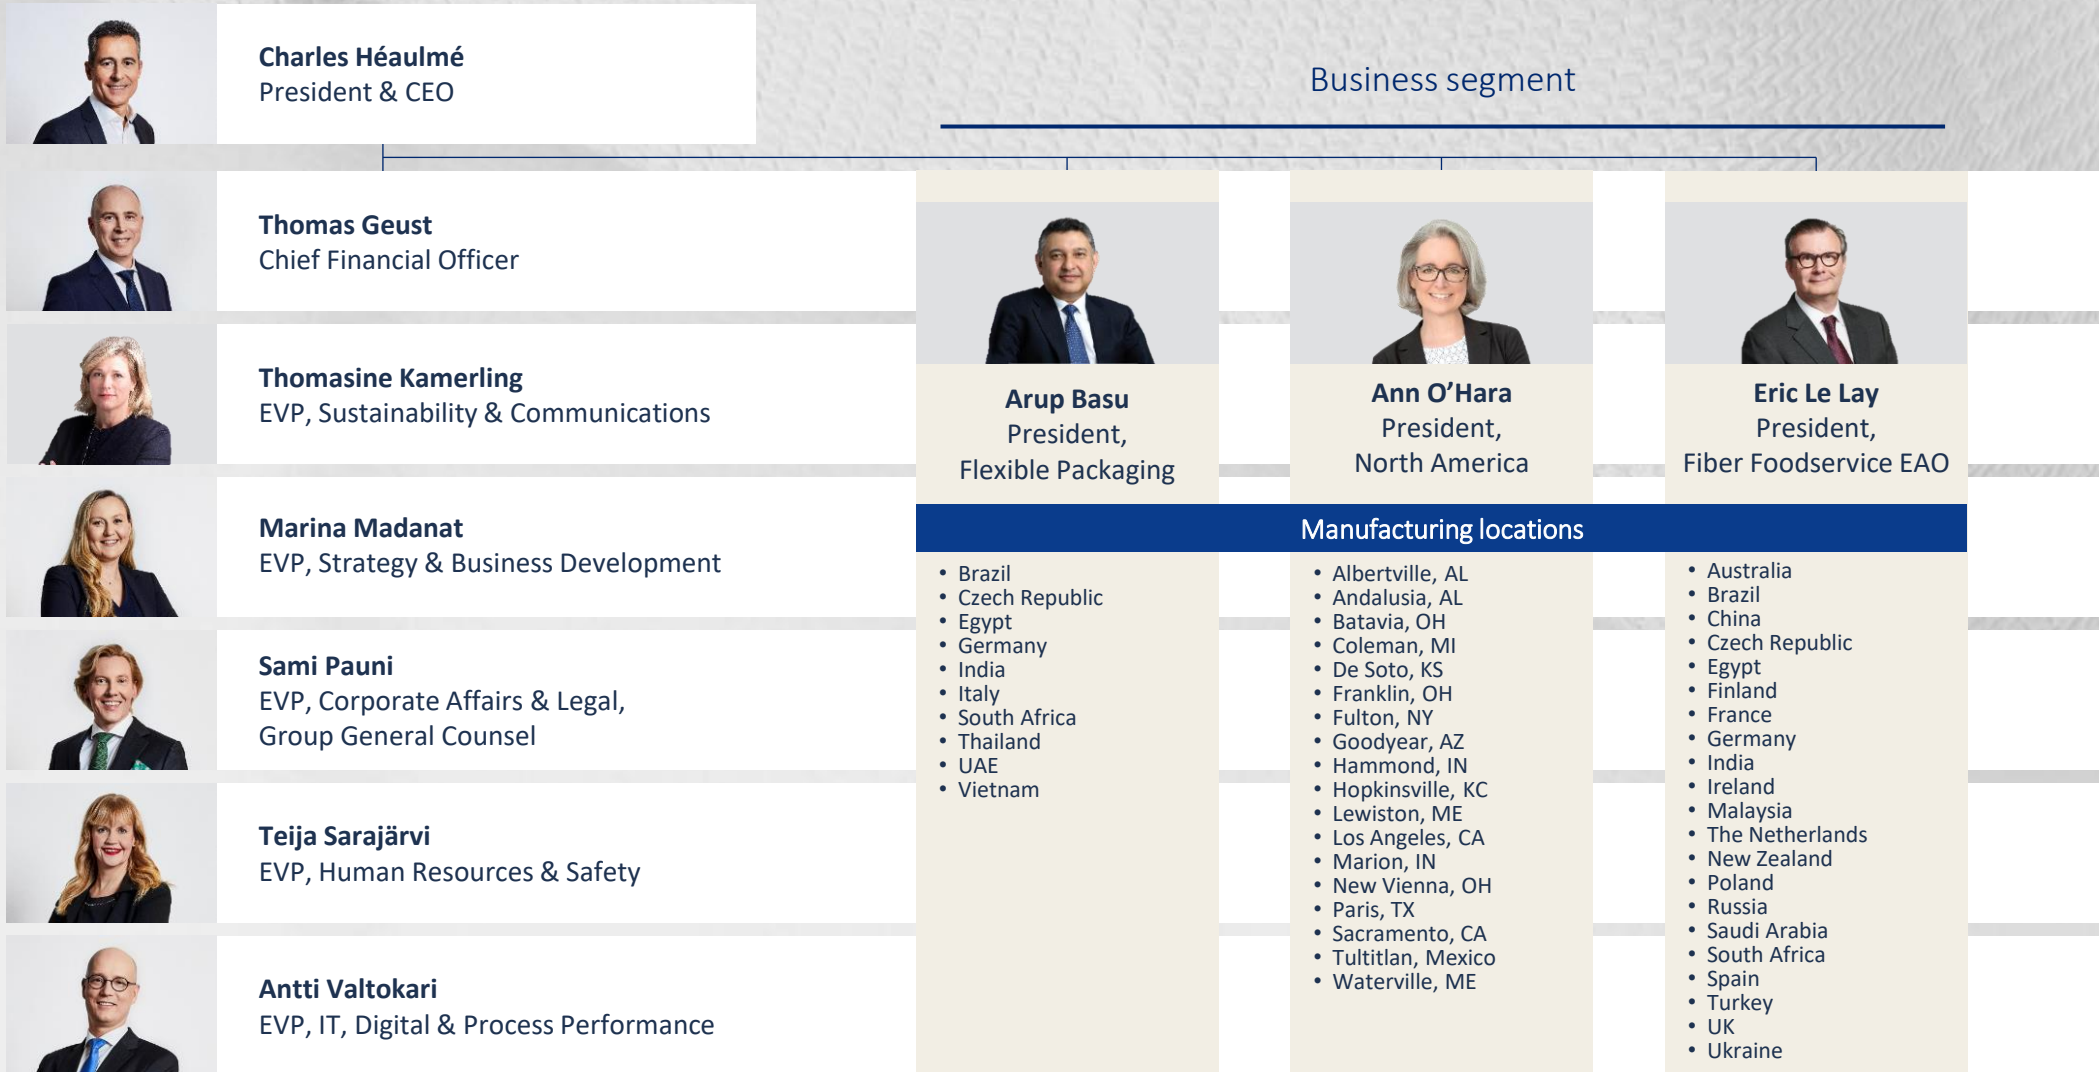 Charles Héaulmé
President & CEO
Business segment
Thomas Geust
Chief Financial Officer
Thomasine Kamerling
EVP, Sustainability & Communications
Marina Madanat
EVP, Strategy & Business Development
Sami Pauni
EVP, Corporate Affairs & Legal,
Group General Counsel
Teija Sarajärvi
EVP, Human Resources & Safety
Antti Valtokari
EVP, IT, Digital & Process Performance
Arup Basu
President,
Flexible Packaging
Ann O’Hara
President,
North America
Eric Le Lay
President,
Fiber Foodservice EAO
Manufacturing locations
• Brazil
• Czech Republic
• Egypt
• Germany
• India
• Italy
• South Africa
• Thailand
• UAE
• Vietnam
• Albertville, AL
• Andalusia, AL
• Batavia, OH
• Coleman, MI
• De Soto, KS
• Franklin, OH
• Fulton, NY
• Goodyear, AZ
• Hammond, IN
• Hopkinsville, KC
• Lewiston, ME
• Los Angeles, CA
• Marion, IN
• New Vienna, OH
• Paris, TX
• Sacramento, CA
• Tultitlan, Mexico
• Waterville, ME
• Australia
• Brazil
• China
• Czech Republic
• Egypt
• Finland
• France
• Germany
• India
• Ireland
• Malaysia
• The Netherlands
• New Zealand
• Poland
• Russia
• Saudi Arabia
• South Africa
• Spain
• Turkey
• UK
• Ukraine